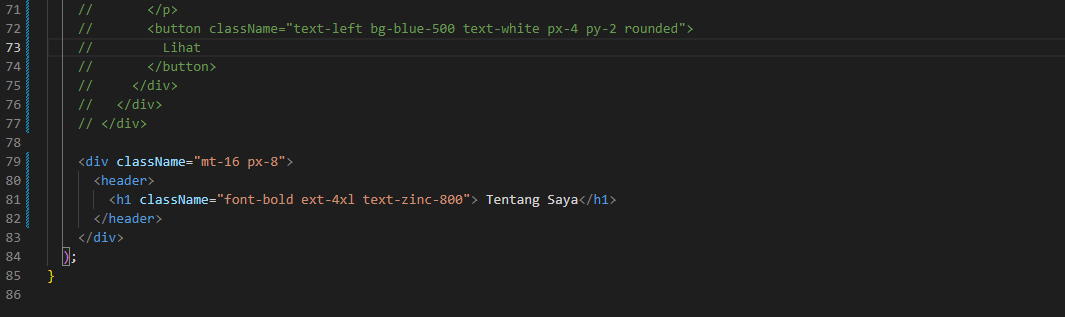 71 //       </p>
72 //       <button className="text-left bg-blue-500 text-white px-4 py-2 rounded">
73 //         Lihat
74 //       </button>
75 //     </div>
76 //   </div>
77 // </div>
78
79 <div className="mt-16 px-8">
80   <header>
81     <h1 className="font-bold ext-4xl text-zinc-800"> Tentang Saya</h1>
82   </header>
83 </div>
84 );
85 }
86